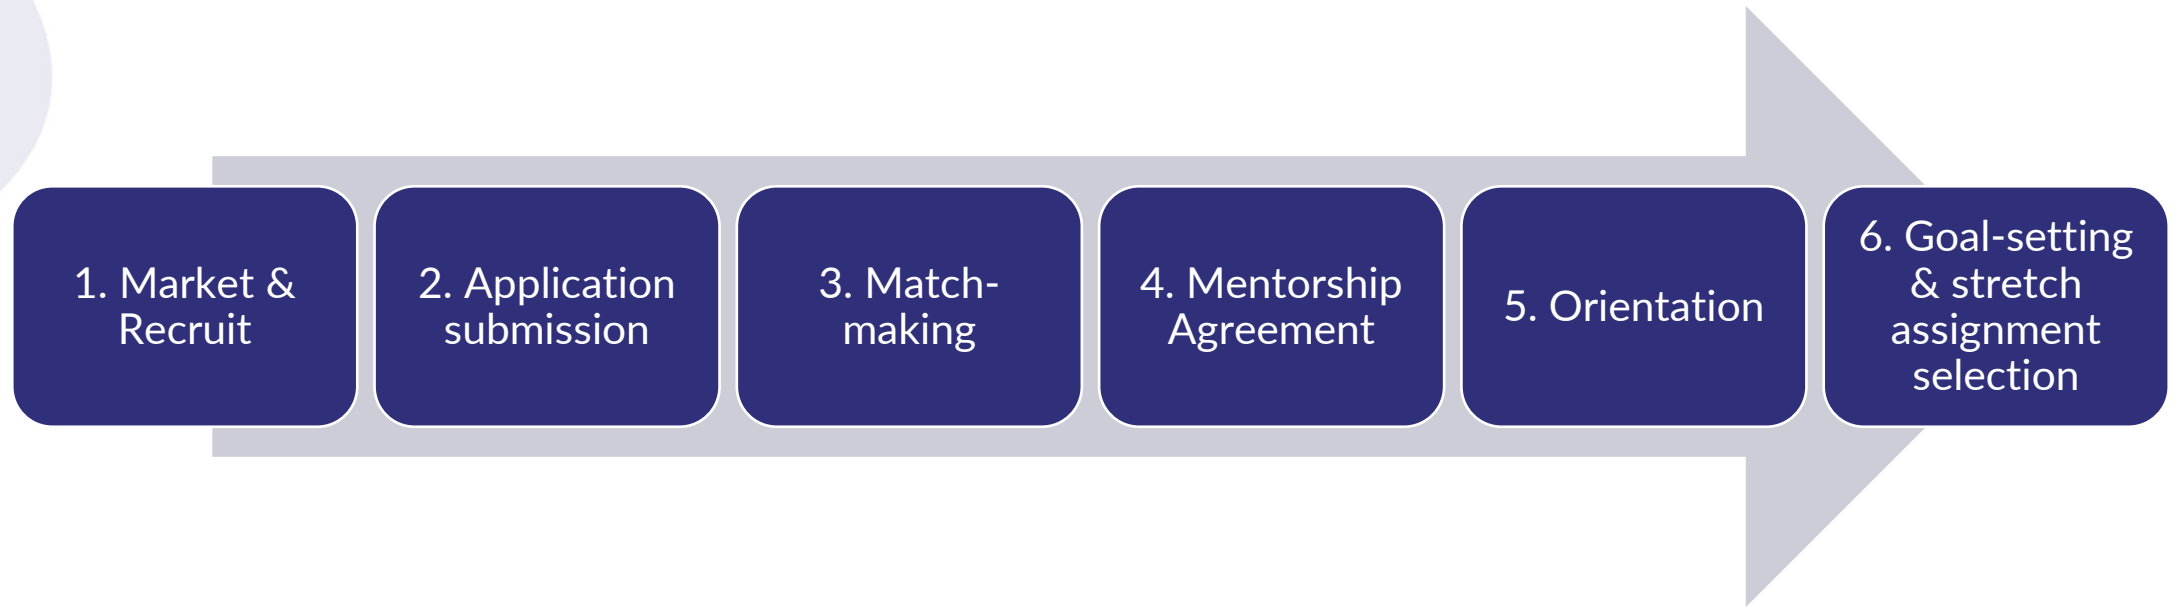 1. Market &
Recruit
2. Application
submission
3. Match-
making
4. Mentorship
Agreement
5. Orientation
6. Goal-setting
& stretch
assignment
selection